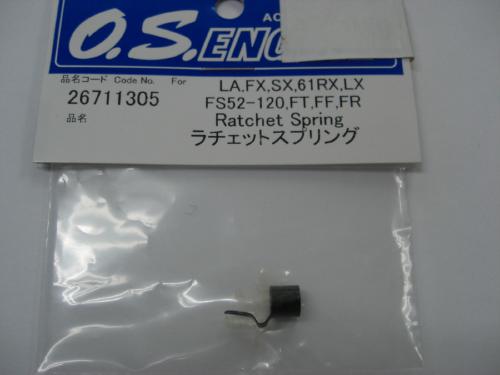 AC
O.S.ENG
品名コード Code No. For LA,FX,SX,61RX,LX
26711305 FS52-120,FT,FF,FR
品名 Ratchet Spring
ラチェットスプリング